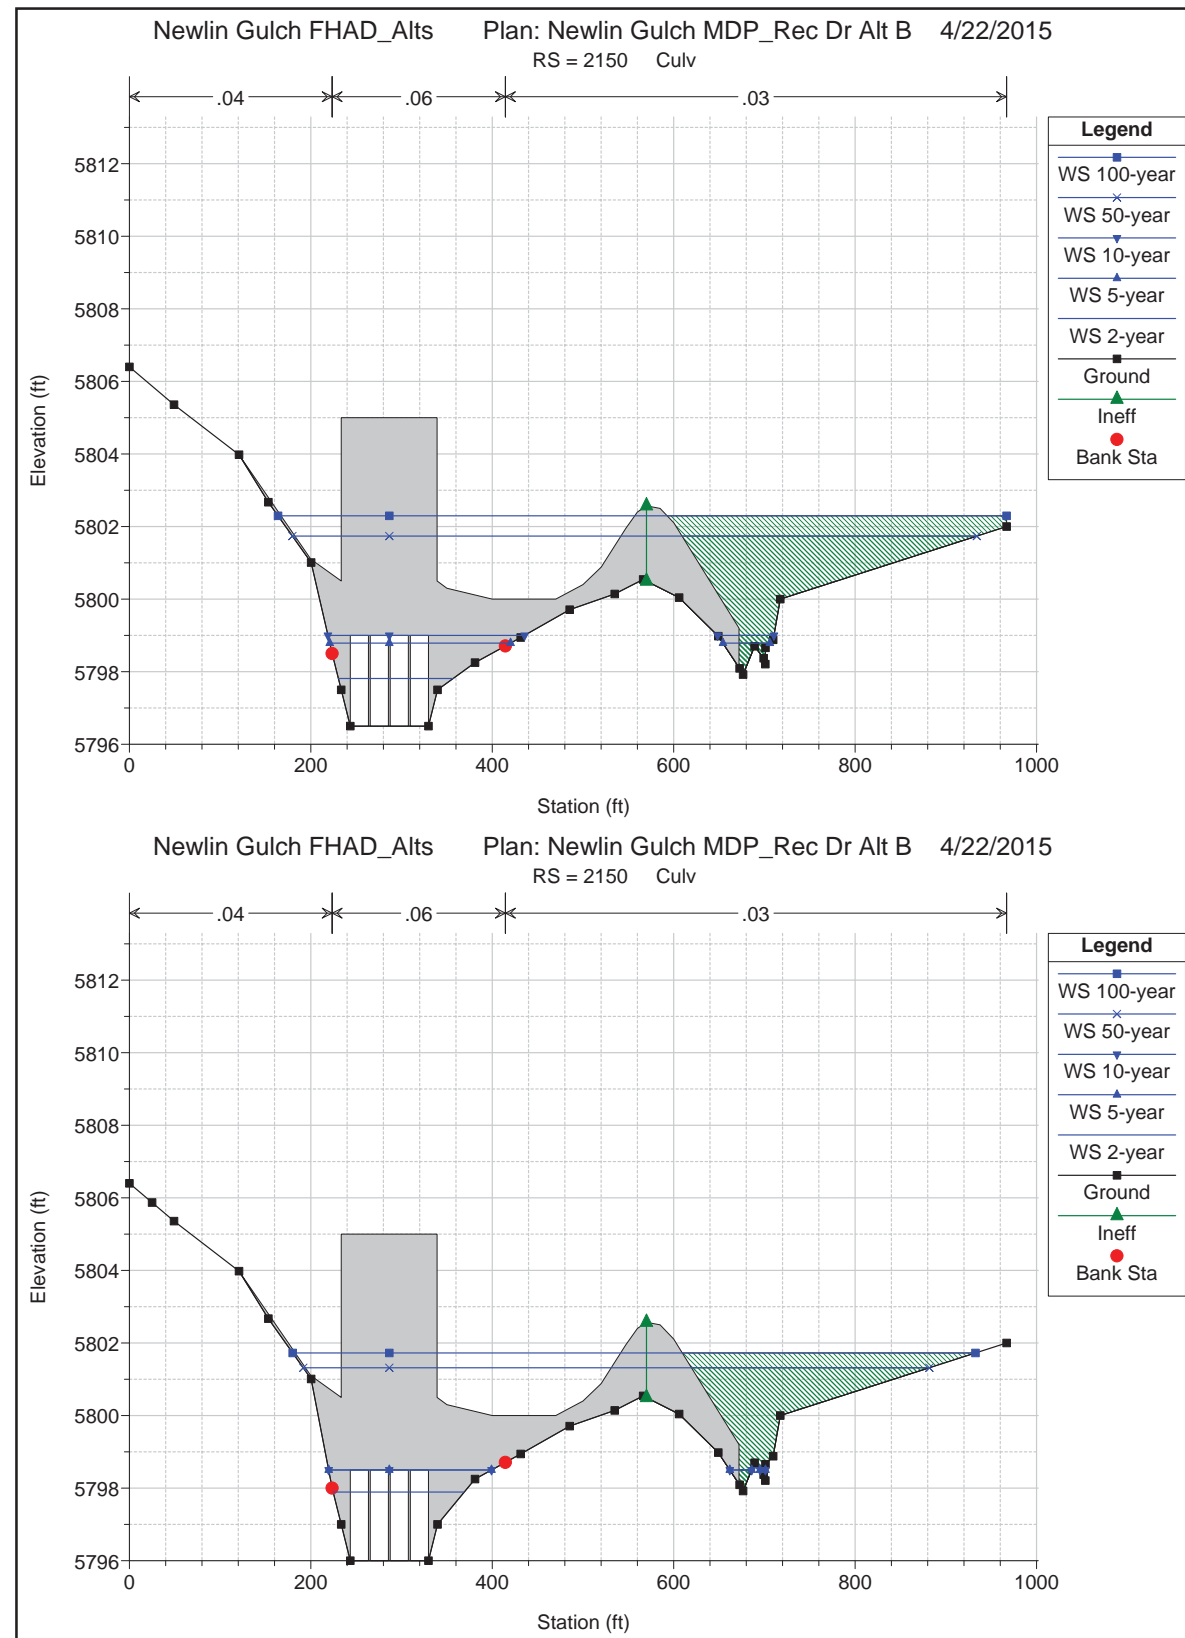 Newlin Gulch FHAD_Alts Plan: Newlin Gulch MDP_Rec Dr Alt B 4/22/2015
RS = 2150 Culv
.04 .06 .03
Legend
WS 100-year
WS 50-year
WS 10-year
WS 5-year
WS 2-year
Ground
Ineff
Bank Sta
5812
5810
5808
5806
5804
5802
5800
5798
5796
Elevation (ft)
0 200 400 600 800 1000
Station (ft)
Newlin Gulch FHAD_Alts Plan: Newlin Gulch MDP_Rec Dr Alt B 4/22/2015
RS = 2150 Culv
.04 .06 .03
Legend
WS 100-year
WS 50-year
WS 10-year
WS 5-year
WS 2-year
Ground
Ineff
Bank Sta
5812
5810
5808
5806
5804
5802
5800
5798
5796
Elevation (ft)
0 200 400 600 800 1000
Station (ft)